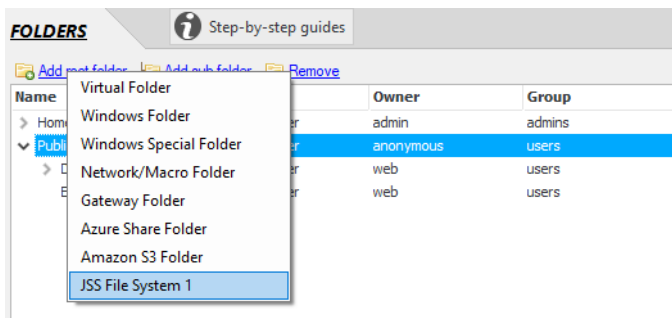 FOLDERS
Step-by-step guides
Add root folder Add sub folder Remove
Name Owner Group
Home admin admins
Publi anonymous users
web users
web users
Virtual Folder
Windows Folder
Windows Special Folder
Network/Macro Folder
Gateway Folder
Azure Share Folder
Amazon S3 Folder
JSS File System 1